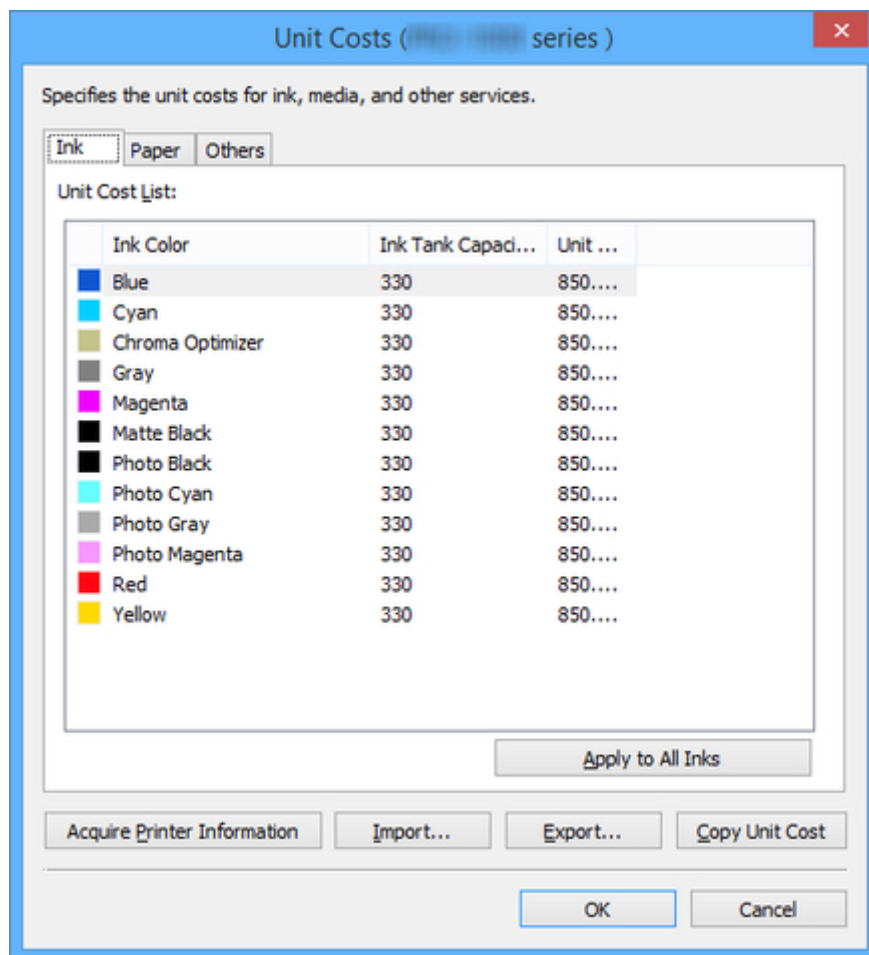 Unit Costs ( series )
Specifies the unit costs for ink, media, and other services.
Ink Paper Others
Unit Cost List:
Ink Color Ink Tank Capaci... Unit ...
Blue 330 850....
Cyan 330 850....
Chroma Optimizer 330 850....
Gray 330 850....
Magenta 330 850....
Matte Black 330 850....
Photo Black 330 850....
Photo Cyan 330 850....
Photo Gray 330 850....
Photo Magenta 330 850....
Red 330 850....
Yellow 330 850....
Apply to All Inks
Acquire Printer Information Import... Export... Copy Unit Cost
OK Cancel